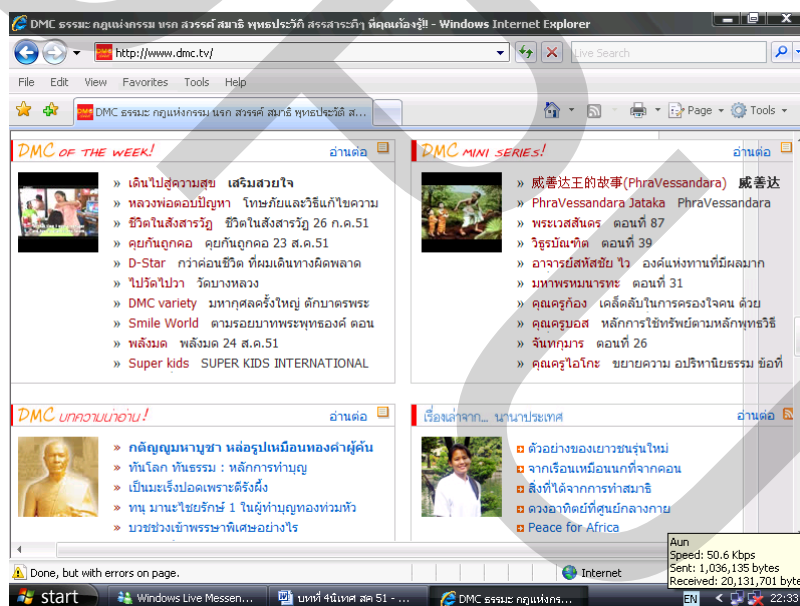 DMC ธรรมะ กฎแห่งกรรม นรก สวรรค์ สมาธิ พุทธประวัติ สรรสาระดีๆ ที่คุณต้องรู้!! - Windows Internet Explorer
http://www.dmc.tv/
Live Search
File Edit View Favorites Tools Help
DMC ธรรมะ กฎแห่งกรรม นรก สวรรค์ สมาธิ พุทธประวัติ ส...
Page Tools
DMC OF THE WEEK! อ่านต่อ
» เดินไปสู่ความสุข เสริมสวยใจ
» หลวงพ่อตอบปัญหา โทษภัยและวิธีแก้ไขความ
» ชีวิตในสังสารวัฏ ชีวิตในสังสารวัฏ 26 ก.ค.51
» คุยกันถูกคอ คุยกันถูกคอ 23 ส.ค.51
» D-Star กว่าค่อนชีวิต ที่ผมเดินทางผิดพลาด
» ไปวัดไปวา วัดบางหลวง
» DMC variety มหากุศลครั้งใหญ่ ตักบาตรพระ
» Smile World ตามรอยบาทพระพุทธองค์ ตอน
» พลังมด พลังมด 24 ส.ค.51
» Super kids SUPER KIDS INTERNATIONAL
DMC MINI SERIES! อ่านต่อ
» 威善达王的故事(PhraVessandara) 威善达
» PhraVessandara Jataka PhraVessandara
» พระเวสสันดร ตอนที่ 87
» วิธูรบัณฑิต ตอนที่ 39
» อาจารย์สหัสชัย ไว องค์แห่งทานที่มีผลมาก
» มหาพรหมนารทะ ตอนที่ 31
» คุณครูก้อง เคล็ดลับในการครองใจคน ด้วย
» คุณครูบอส หลักการใช้ทรัพย์ตามหลักพุทธวิธี
» จันทกุมาร ตอนที่ 26
» คุณครูไอโกะ ขยายความ อปริหานิยธรรม ข้อที่
DMC บทความน่าอ่าน! อ่านต่อ
» กตัญญูมหาบูชา หล่อรูปเหมือนทองคำผู้ค้น
» ทันโลก ทันธรรม : หลักการทำบุญ
» เป็นมะเร็งปอดเพราะตีรังผึ้ง
» ทนุ มานะไชยรักษ์ 1 ในผู้ทำบุญทองท่วมหัว
» บวชช่วงเข้าพรรษาพิเศษอย่างไร
เรื่องเล่าจาก... นานาประเทศ อ่านต่อ
ตัวอย่างของเยาวชนรุ่นใหม่
จากเรือนเหมือนนกที่จากคอน
สิ่งที่ได้จากการทำสมาธิ
ดวงอาทิตย์ที่ศูนย์กลางกาย
Peace for Africa
Aun
Speed: 50.6 Kbps
Sent: 1,036,135 bytes
Received: 20,131,701 byte
Done, but with errors on page. Internet
start Windows Live Messen... บทที่ 4นิเทศ สค 51 - ... DMC ธรรมะ กฎแห่งกร... EN 22:33